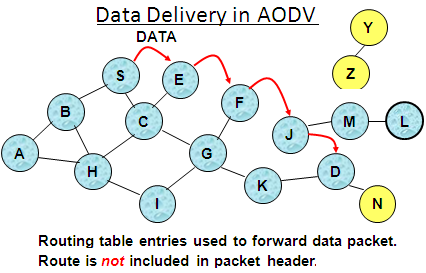 Data Delivery in AODV
DATA
Y
Z
S
E
F
B
C
J
M
L
A
H
G
D
K
I
N
Routing table entries used to forward data packet.
Route is not included in packet header.